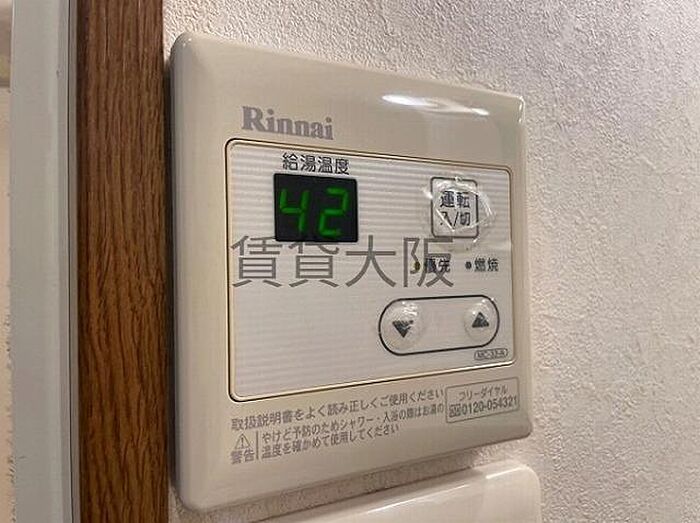 Rinnai
給湯温度
42
運転
入/切
賃貸大阪
優先 燃焼
MC-33-A
取扱説明書をよく読み正しくご使用ください
フリーダイヤル
0120-054321
警告
やけど予防のためシャワー・入浴の際はお湯の
温度を確かめて使用してください